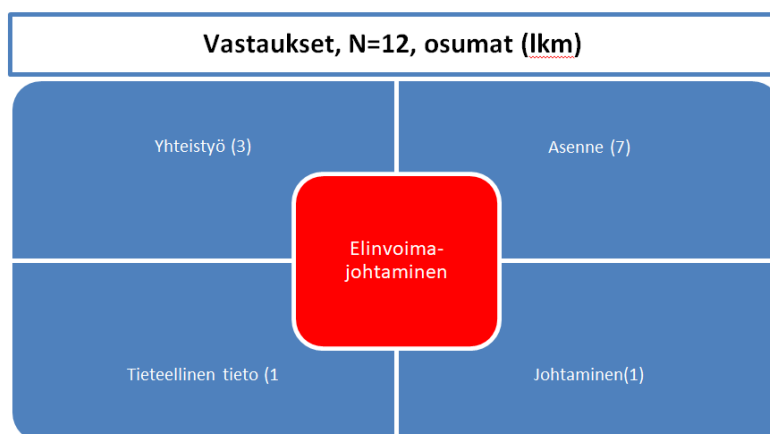 Vastaukset, N=12, osumat (lkm)
Yhteistyö (3)
Asenne (7)
Elinvoima-
johtaminen
Tieteellinen tieto (1
Johtaminen(1)